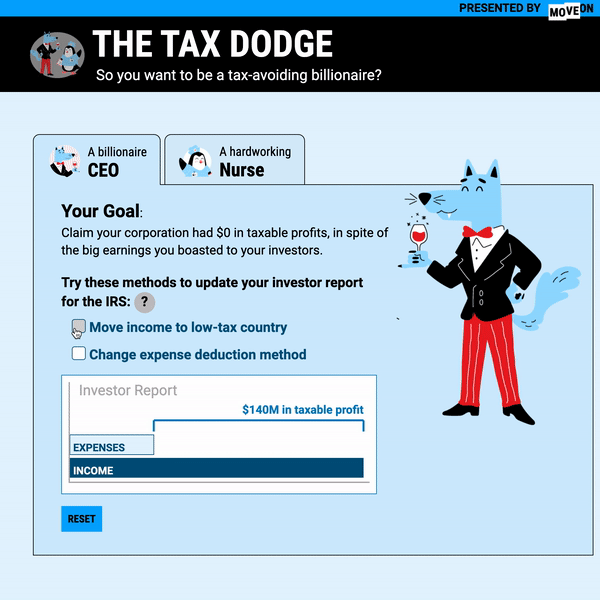 PRESENTED BY MOVEON
THE TAX DODGE
So you want to be a tax-avoiding billionaire?
A billionaire
CEO
A hardworking
Nurse
Your Goal:
Claim your corporation had $0 in taxable profits, in spite of
the big earnings you boasted to your investors.
Try these methods to update your investor report
for the IRS: ?
Move income to low-tax country
Change expense deduction method
Investor Report
$140M in taxable profit
EXPENSES
INCOME
RESET